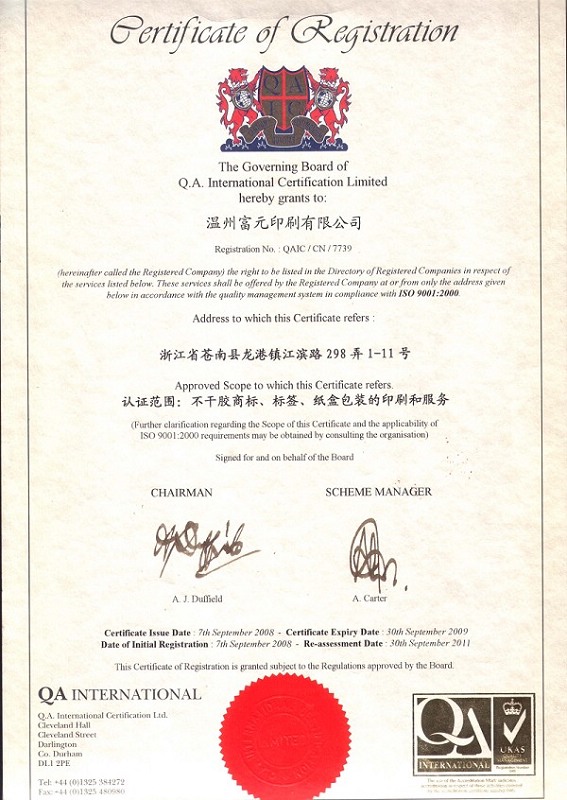 Certificate of Registration
QA
IC
The Governing Board of
Q.A. International Certification Limited
hereby grants to:
温州富元印刷有限公司
Registration No. : QAIC / CN / 7739
(hereinafter called the Registered Company) the right to be listed in the Directory of Registered Companies in respect of
the services listed below. These services shall be offered by the Registered Company at or from only the address given
below in accordance with the quality management system in compliance with ISO 9001:2000.
Address to which this Certificate refers :
浙江省苍南县龙港镇江滨路 298 弄 1-11 号
Approved Scope to which this Certificate refers.
认证范围：不干胶商标、标签、纸盒包装的印刷和服务
(Further clarification regarding the Scope of this Certificate and the applicability of
ISO 9001:2000 requirements may be obtained by consulting the organisation)
Signed for and on behalf of the Board
CHAIRMAN SCHEME MANAGER
A. J. Duffield A. Carter
Certificate Issue Date : 7th September 2008 - Certificate Expiry Date : 30th September 2009
Date of Initial Registration : 7th September 2008 - Re-assessment Date : 30th September 2011
This Certificate of Registration is granted subject to the Regulations approved by the Board.
QA INTERNATIONAL
Q.A. International Certification Ltd.
Cleveland Hall
Cleveland Street
Darlington
Co. Durham
DL1 2PE
Tel: +44 (0)1325 384272
Fax: +44 (0)1325 480980
QA
INTERNATIONAL
UKAS
QUALITY
MANAGEMENT